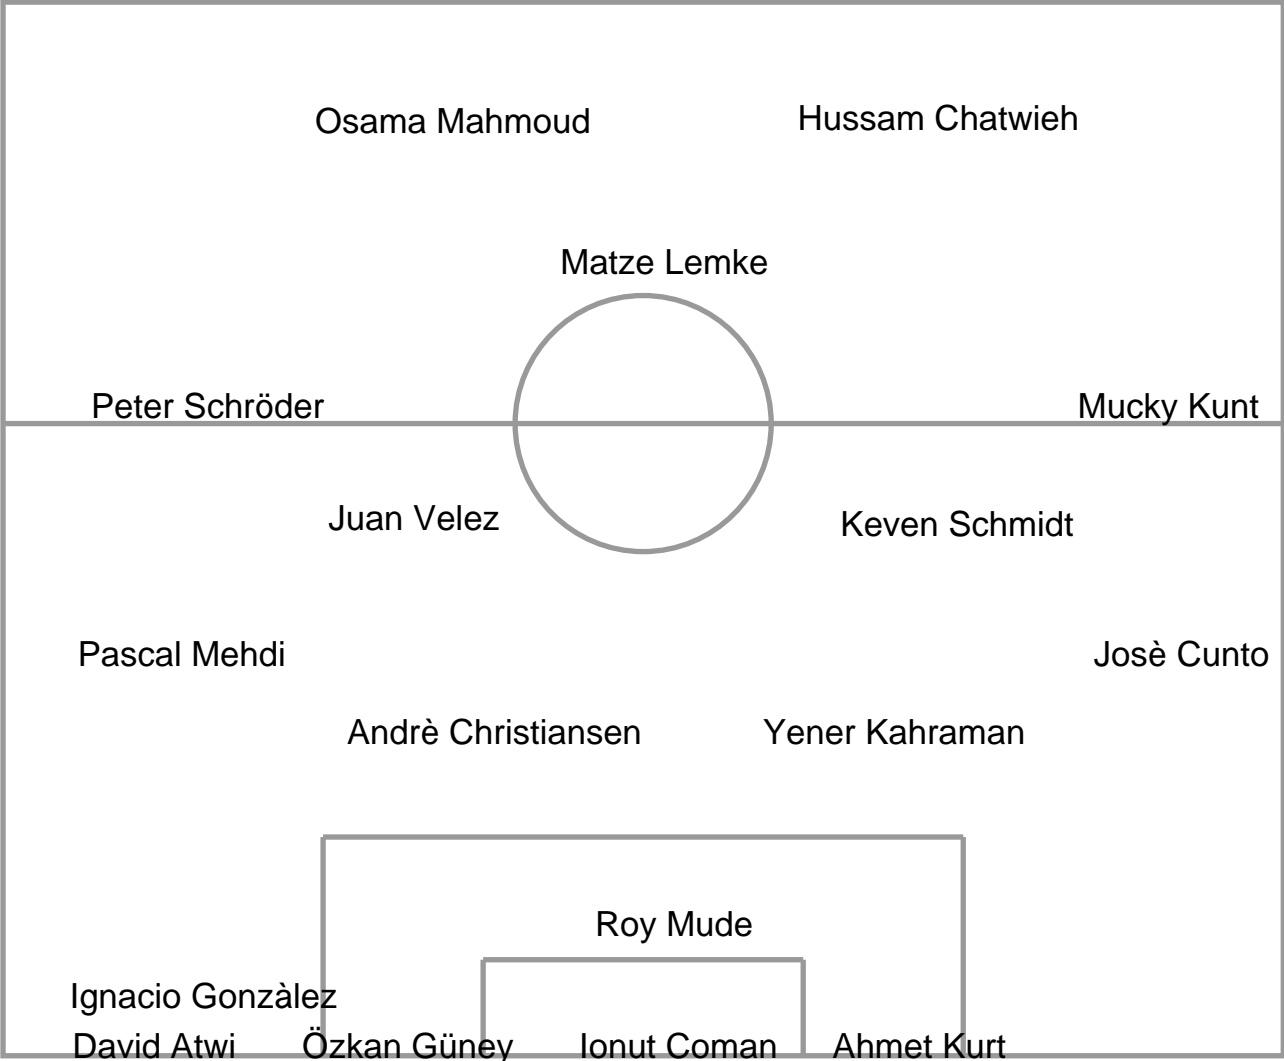 Osama Mahmoud
Hussam Chatwieh
Matze Lemke
Peter Schröder
Mucky Kunt
Juan Velez
Keven Schmidt
Pascal Mehdi
Josè Cunto
Andrè Christiansen
Yener Kahraman
Roy Mude
Ignacio Gonzàlez
David Atwi
Özkan Güney
Ionut Coman
Ahmet Kurt